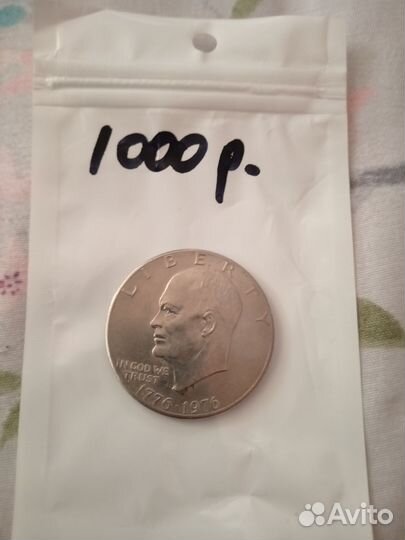 1000 р.
LIBERTY
IN GOD WE
TRUST
1776·1976
Avito